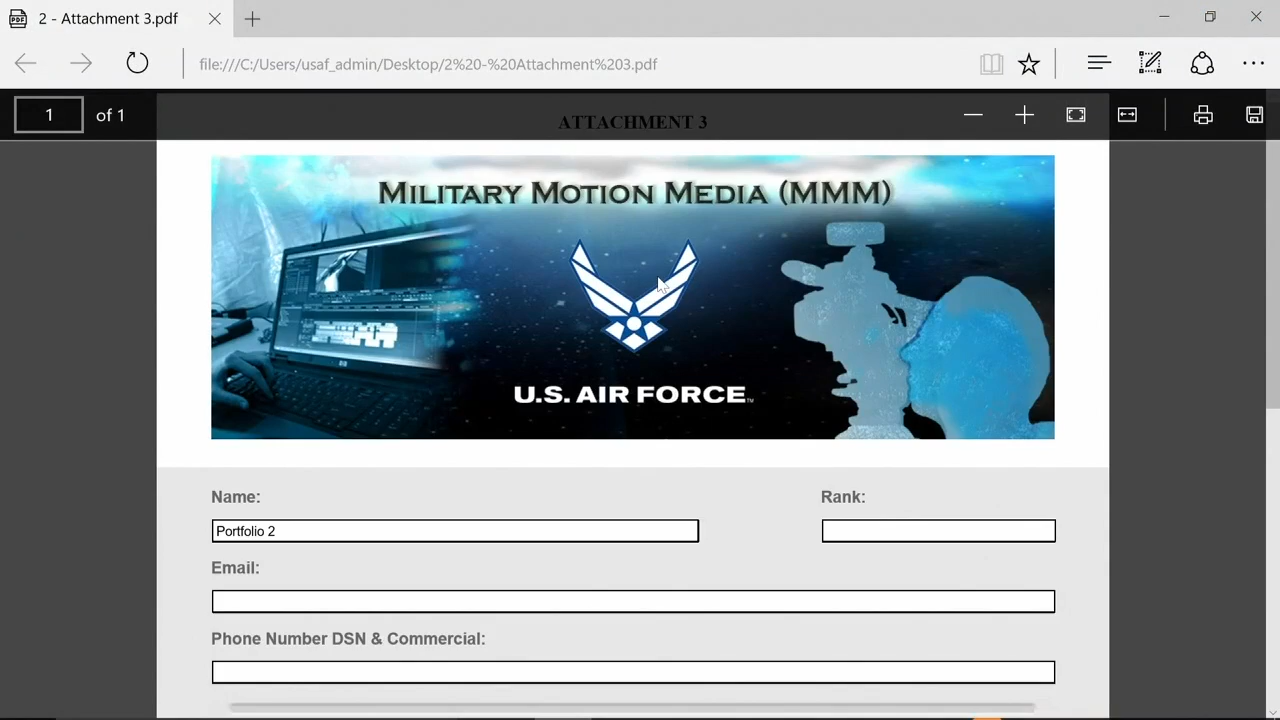 2 - Attachment 3.pdf
file:///C:/Users/usaf_admin/Desktop/2%20-%20Attachment%203.pdf
1 of 1
ATTACHMENT 3
MILITARY MOTION MEDIA (MMM)
U.S. AIR FORCE™
Name: Rank:
Portfolio 2
Email:
Phone Number DSN & Commercial: